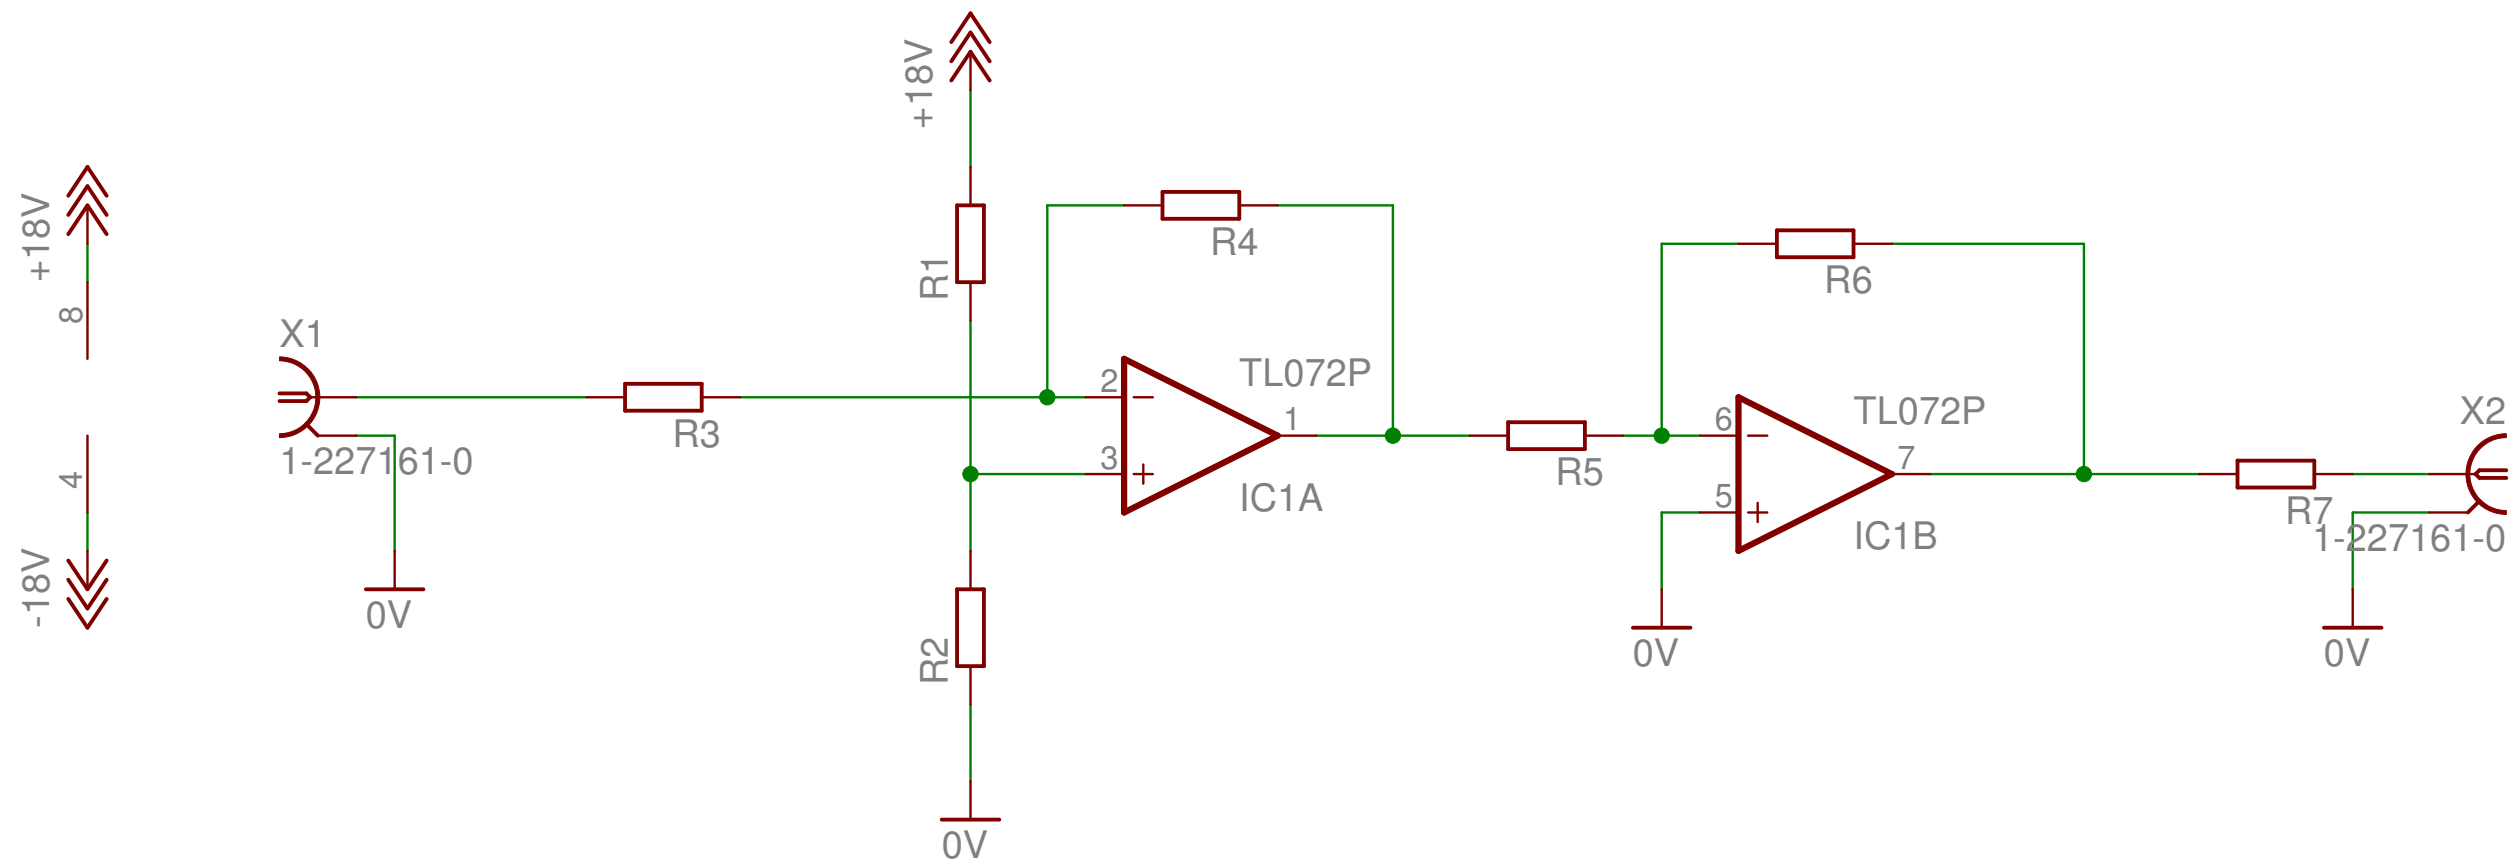 +18V
8
4
-18V
X1
1-227161-0
0V
R3
+18V
R1
R2
0V
R4
2
3
TL072P
1
IC1A
R5
R6
6
5
TL072P
7
IC1B
0V
R7
X2
1-227161-0
0V